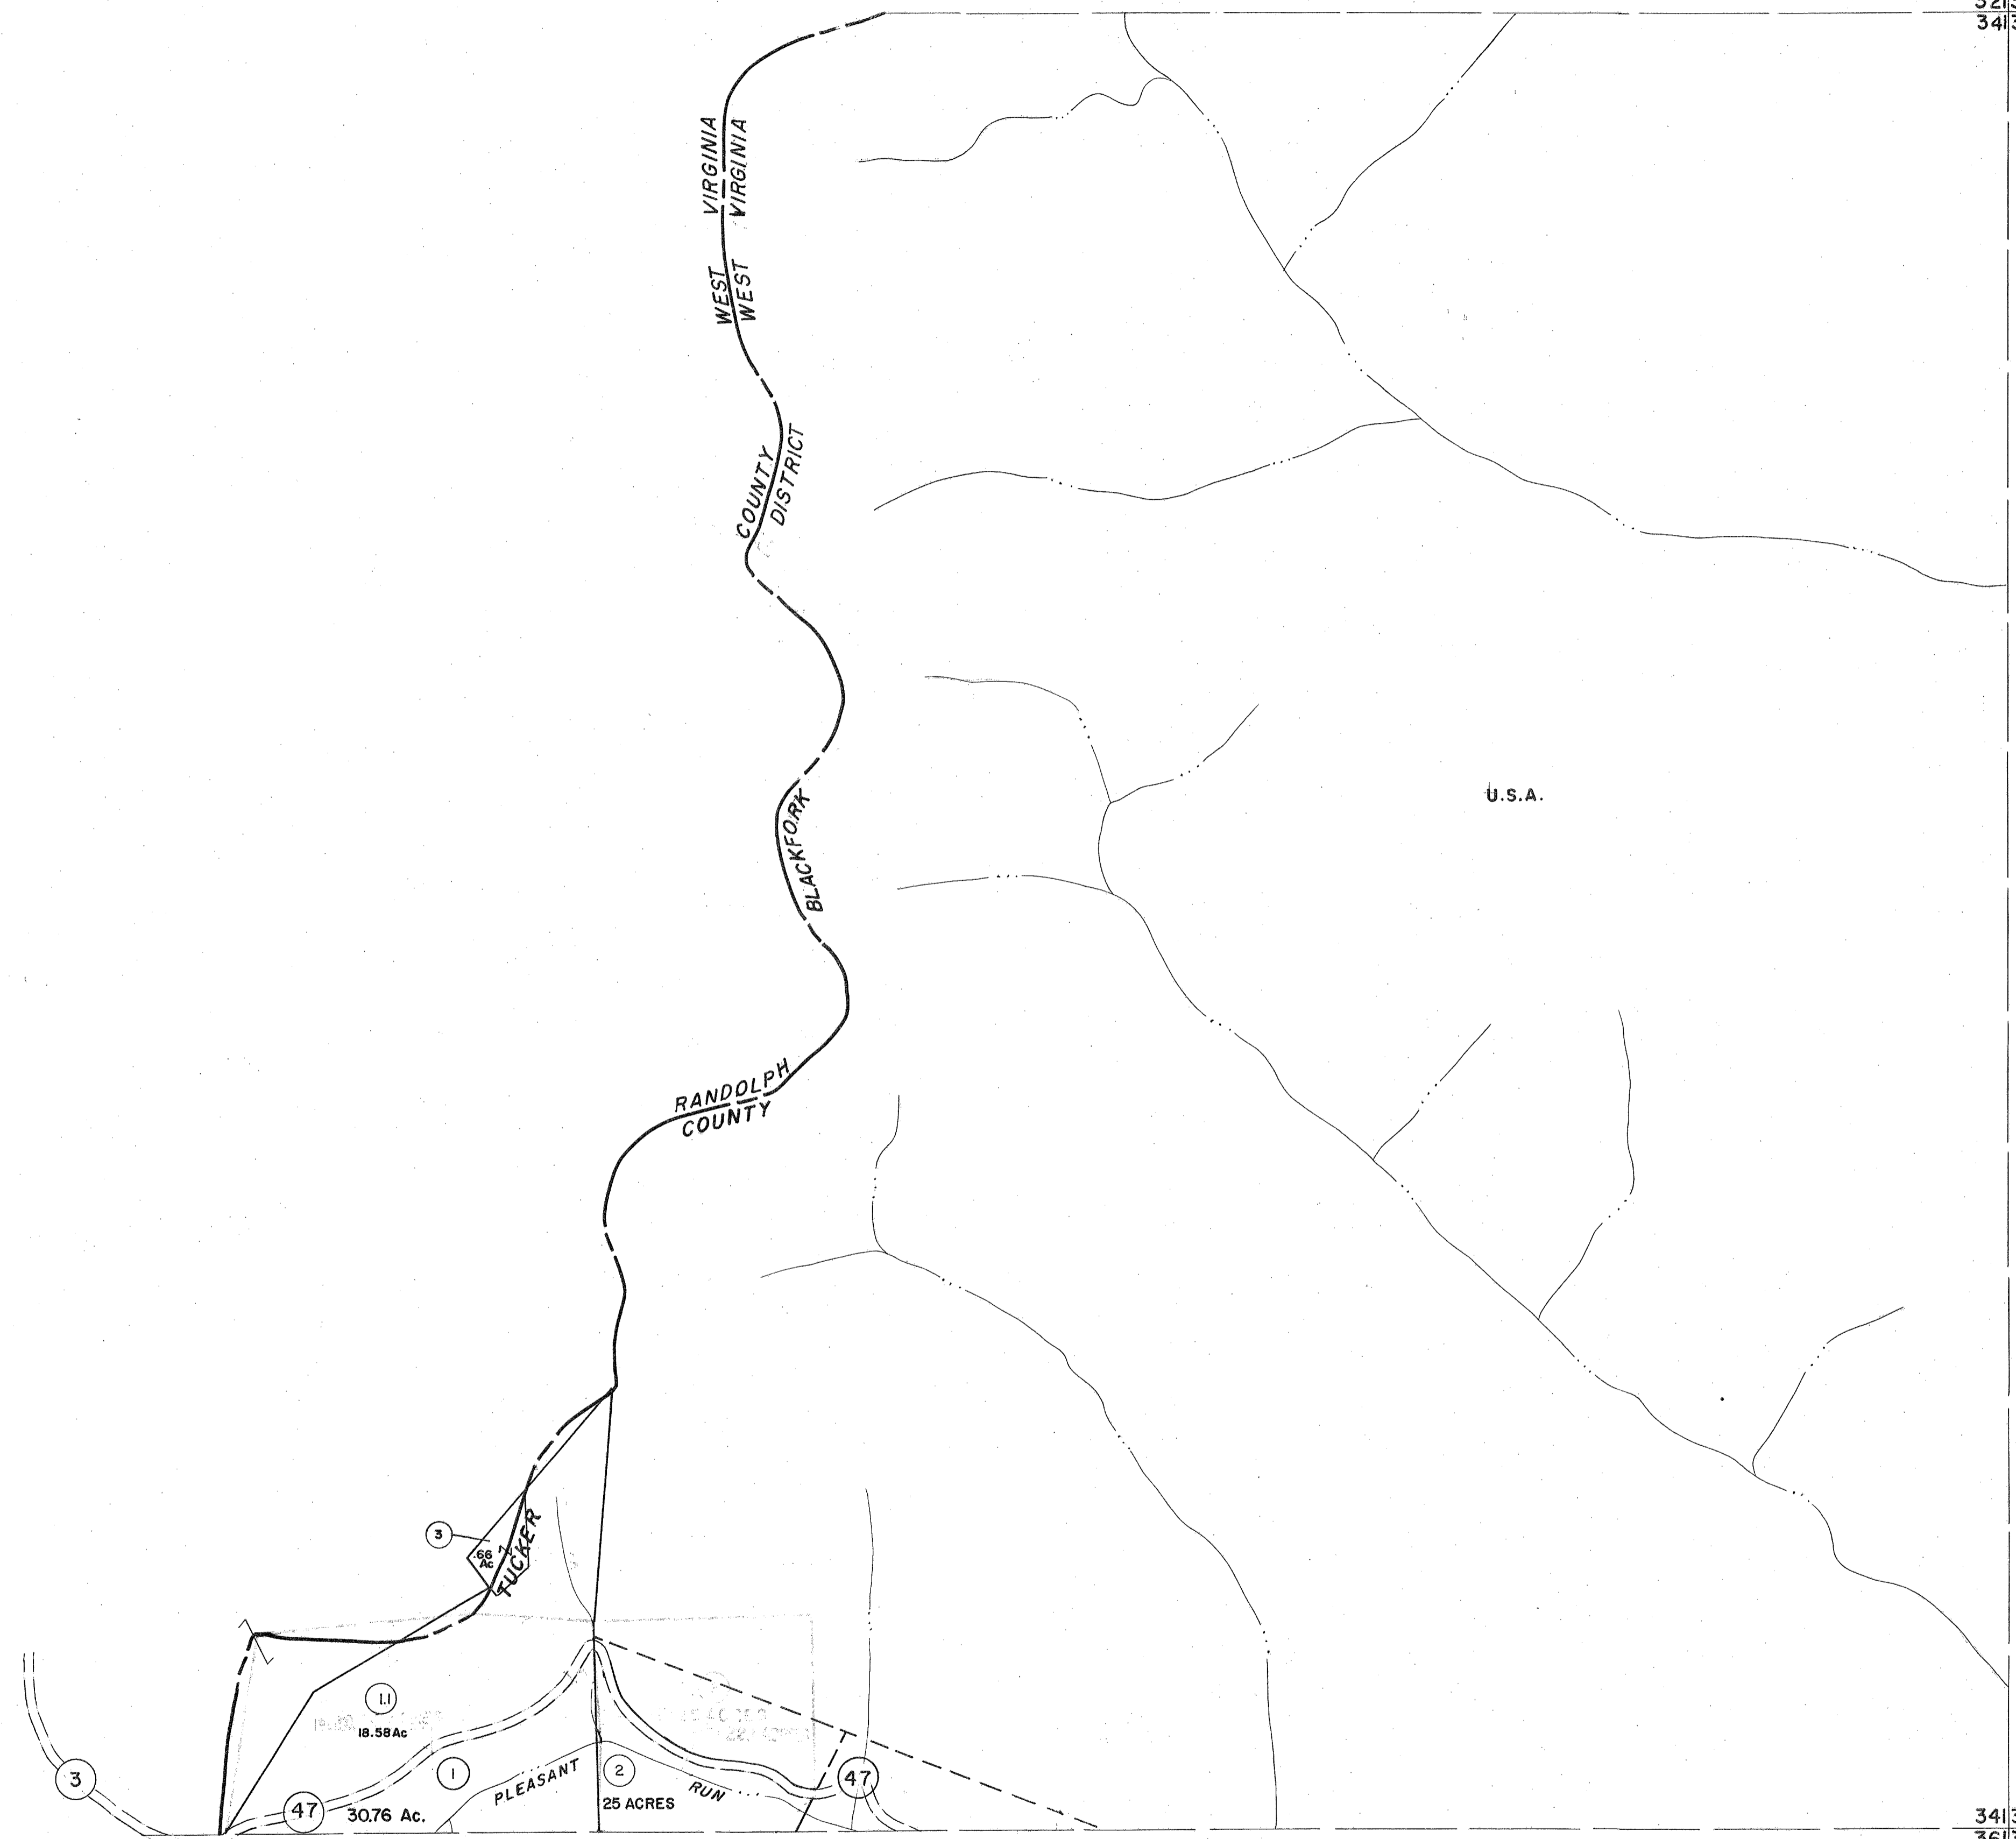 321
341
WEST VIRGINIA
WEST VIRGINIA
COUNTY
DISTRICT
U.S.A.
BLACKFORK
RANDOLPH
COUNTY
3
.66
Ac
TUCKER
1.1
18.58 Ac
3
47
1
30.76 Ac.
PLEASANT RUN
2
25 ACRES
47
341